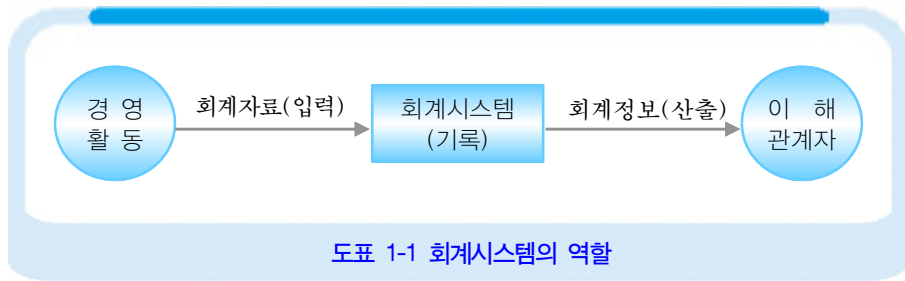 경 영
활 동
회계자료(입력)
회계시스템
(기록)
회계정보(산출)
이 해
관계자
도표 1-1 회계시스템의 역할